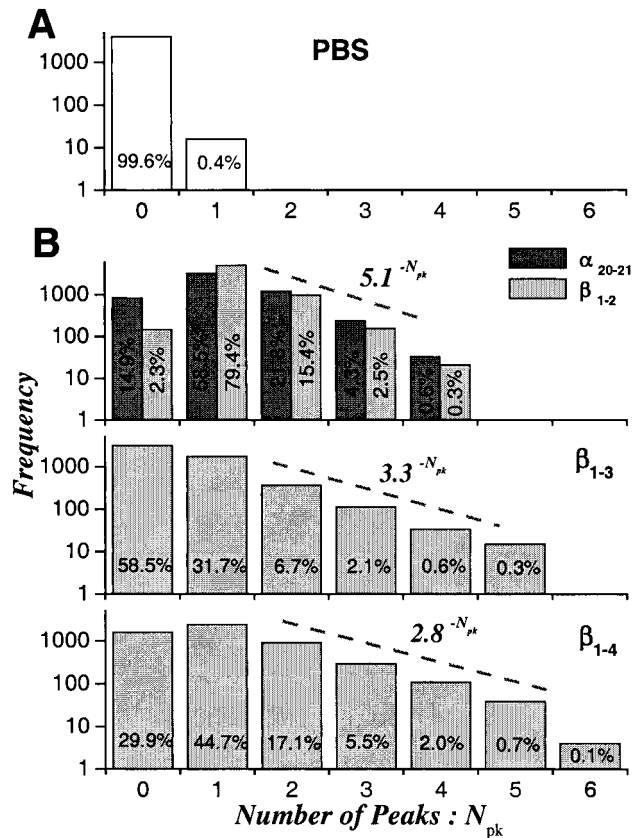 A
PBS
1000
100
10
1
99.6%
0.4%
0 1 2 3 4 5 6
B
α 20-21
β 1-2
5.1 -Npk
1000
100
10
1
14.9%
2.3%
58.5%
79.4%
15.4%
4.3%
2.5%
0.6%
0.3%
Frequency
β1-3
3.3 -Npk
1000
100
10
1
58.5%
31.7%
6.7%
2.1%
0.6%
0.3%
β1-4
2.8 -Npk
1000
100
10
1
29.9%
44.7%
17.1%
5.5%
2.0%
0.7%
0.1%
0 1 2 3 4 5 6
Number of Peaks : Npk